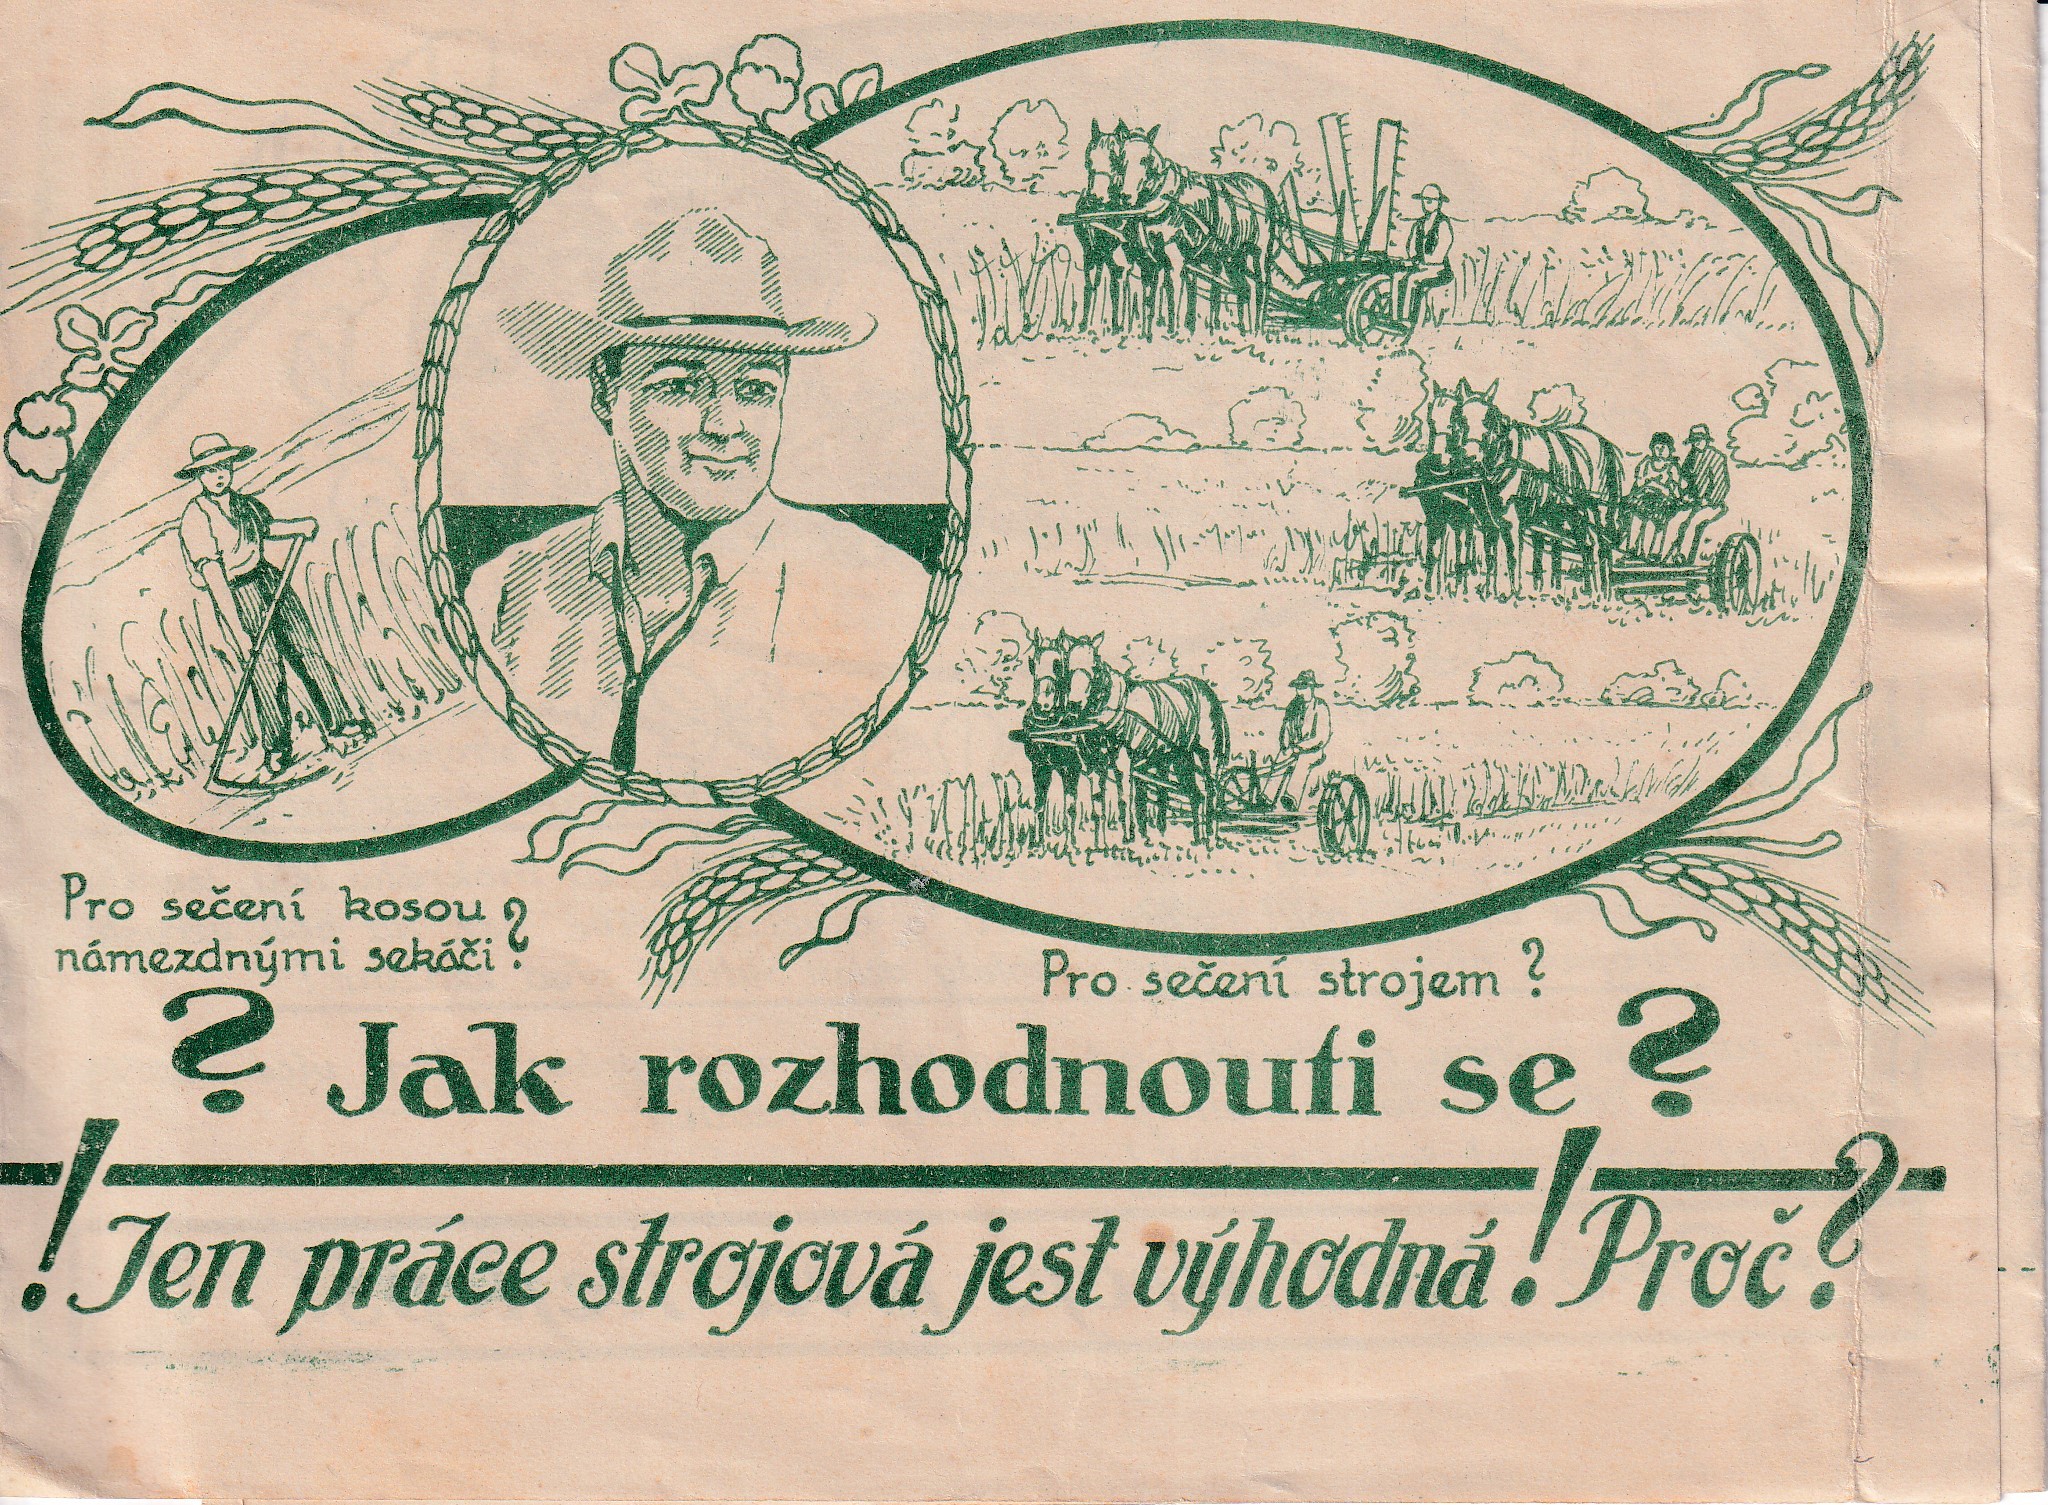 Pro sečení kosou
námezdnými sekáči?
Pro sečení strojem?
? Jak rozhodnouti se?
! Jen práce strojová jest výhodná! Proč?